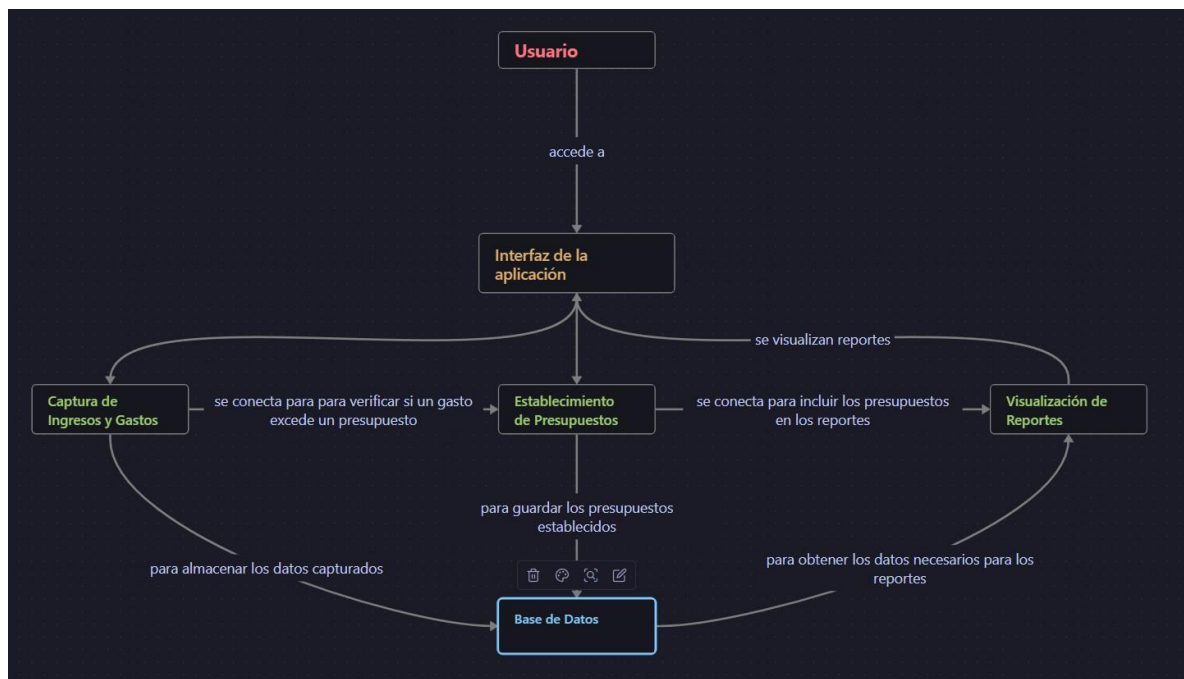 Usuario
accede a
Interfaz de la
aplicación
se visualizan reportes
Captura de
Ingresos y Gastos
se conecta para para verificar si un gasto
excede un presupuesto
Establecimiento
de Presupuestos
se conecta para incluir los presupuestos
en los reportes
Visualización de
Reportes
para guardar los presupuestos
establecidos
para almacenar los datos capturados
para obtener los datos necesarios para los
reportes
Base de Datos